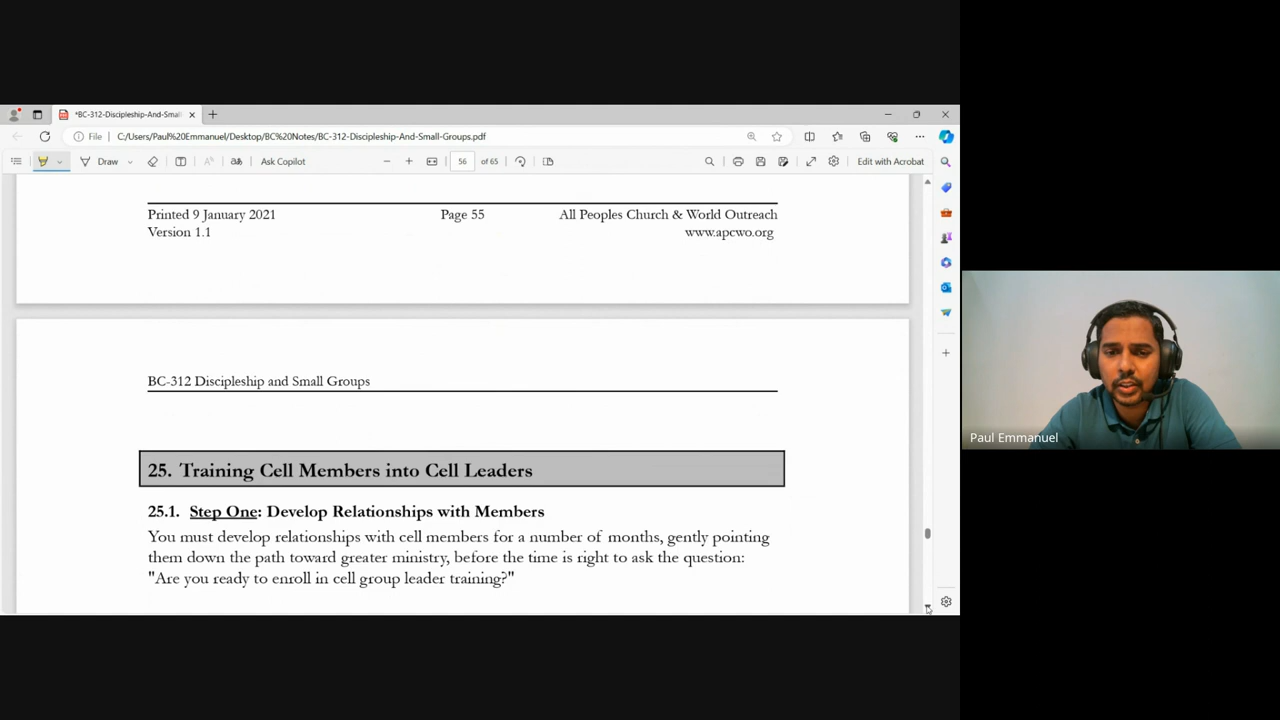 *BC-312-Discipleship-And-Small-
File
C:/Users/Paul%20Emmanuel/Desktop/BC%20Notes/BC-312-Discipleship-And-Small-Groups.pdf
Draw
Ask Copilot
56 of 65
Edit with Acrobat
Printed 9 January 2021 Page 55 All Peoples Church & World Outreach
Version 1.1 www.apcwo.org
BC-312 Discipleship and Small Groups
25. Training Cell Members into Cell Leaders
25.1. Step One: Develop Relationships with Members
You must develop relationships with cell members for a number of months, gently pointing
them down the path toward greater ministry, before the time is right to ask the question:
"Are you ready to enroll in cell group leader training?"
Paul Emmanuel